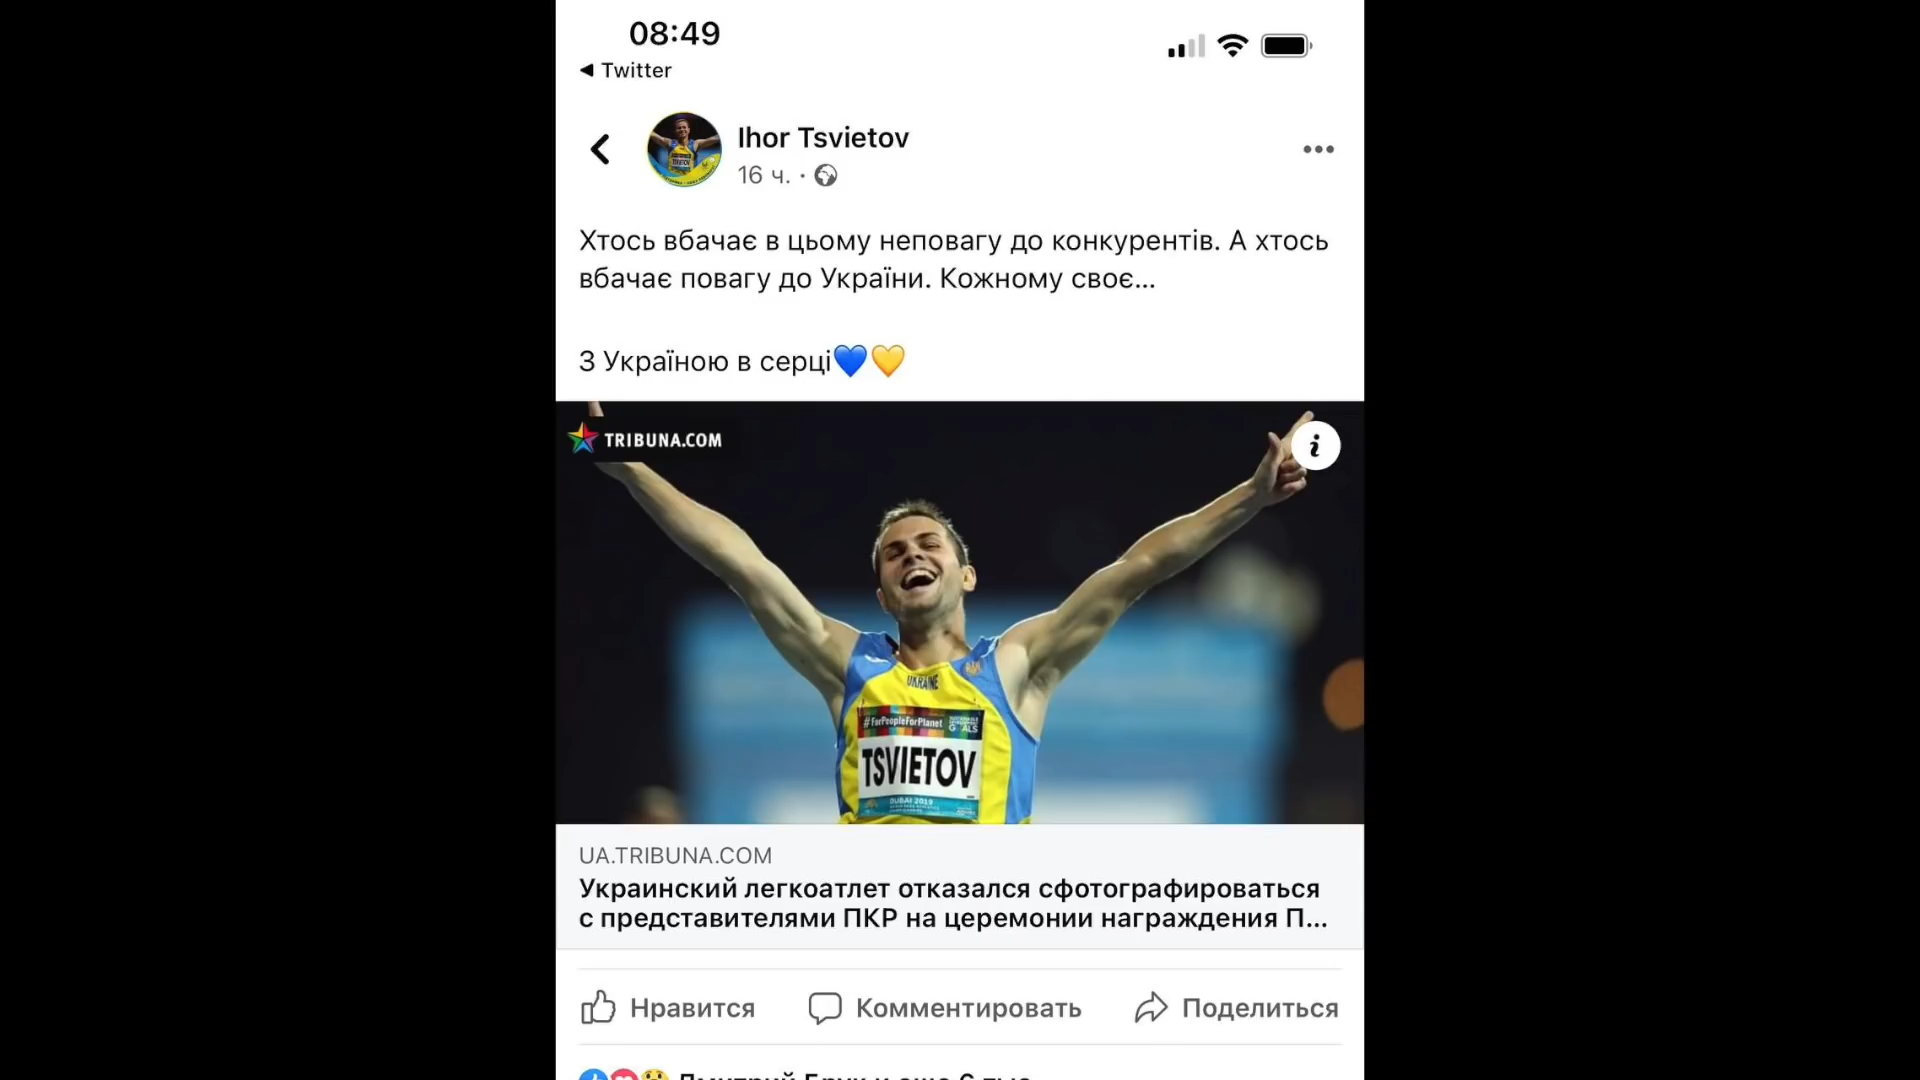 08:49
◀ Twitter
Ihor Tsvietov
16 ч. ·
Хтось вбачає в цьому неповагу до конкурентів. А хтось
вбачає повагу до України. Кожному своє...
З Україною в серці💙💛
TRIBUNA.COM
UKRAINE
#ForPeopleForPlanet
TSVIETOV
DUBAI 2019
UA.TRIBUNA.COM
Украинский легкоатлет отказался сфотографироваться
с представителями ПКР на церемонии награждения П...
Нравится
Комментировать
Поделиться